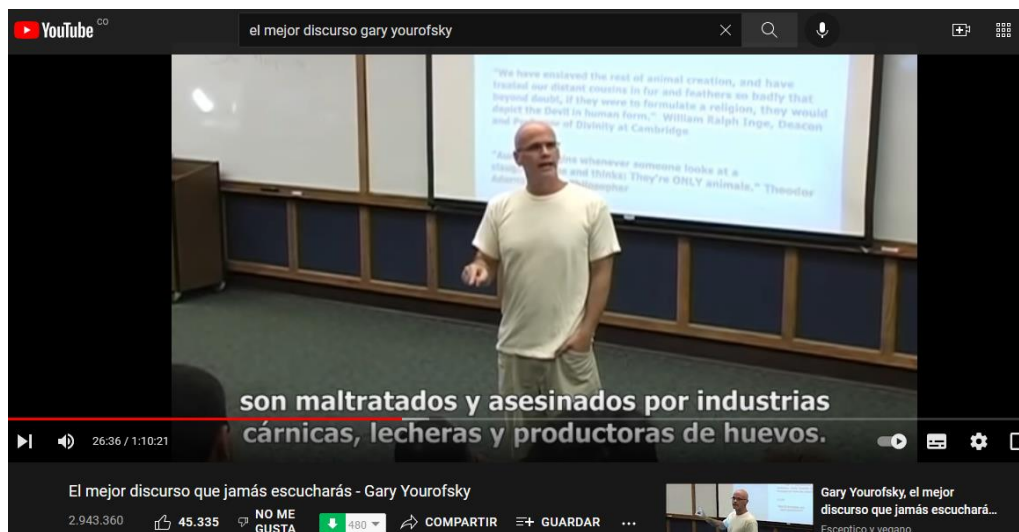 YouTube CO
el mejor discurso gary yourofsky
"We have enslaved the rest of animal creation, and have
treated our distant cousins in fur and feathers so badly that
beyond doubt, if they were to formulate a religion, they would
depict the Devil in human form." William Ralph Inge, Deacon
and of Divinity at Cambridge
whenever someone looks at a
and thinks: They're ONLY animals." Theodor
son maltratados y asesinados por industrias
cárnicas, lecheras y productoras de huevos.
26:36 / 1:10:21
El mejor discurso que jamás escucharás - Gary Yourofsky
2.943.360
45.335
NO ME
GUSTA
480
COMPARTIR
GUARDAR
...
Gary Yourofsky, el mejor
discurso que jamás escuchará...
Esceptico y vegano